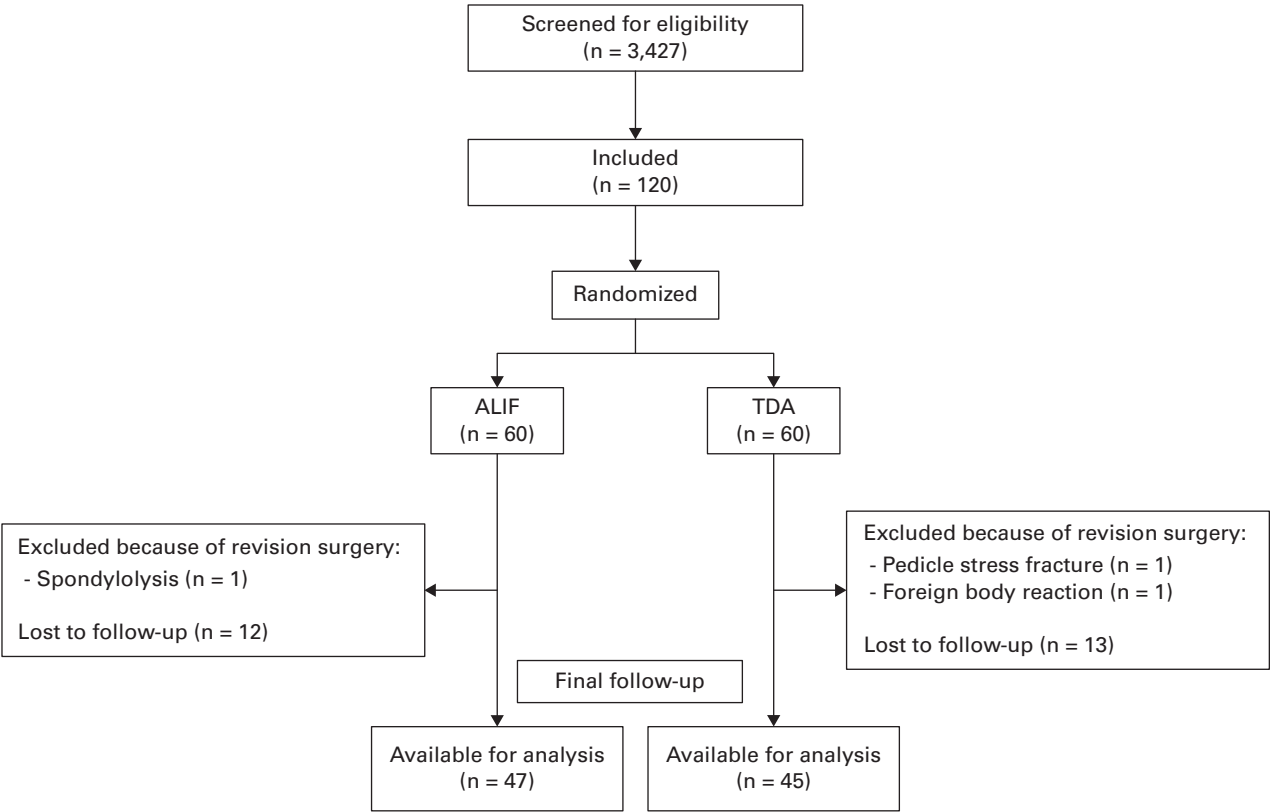 Screened for eligibility
(n = 3,427)
Included
(n = 120)
Randomized
ALIF
(n = 60)
TDA
(n = 60)
Excluded because of revision surgery:
- Spondylolysis (n = 1)
Lost to follow-up (n = 12)
Excluded because of revision surgery:
- Pedicle stress fracture (n = 1)
- Foreign body reaction (n = 1)
Lost to follow-up (n = 13)
Final follow-up
Available for analysis
(n = 47)
Available for analysis
(n = 45)